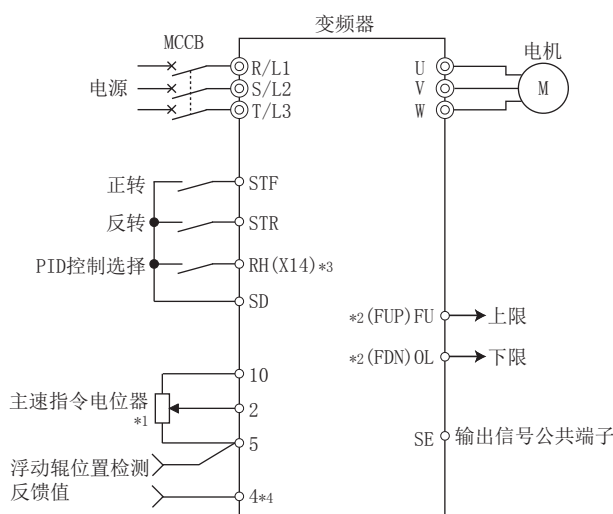 变频器
MCCB
电机
R/L1
U
电源
S/L2
V
M
T/L3
W
正转
STF
反转
STR
PID控制选择
RH(X14)*3
SD
*2(FUP)FU
上限
*2(FDN)OL
下限
10
主速指令电位器
*1
2
5
SE
输出信号公共端子
浮动辊位置检测
反馈值
4*4